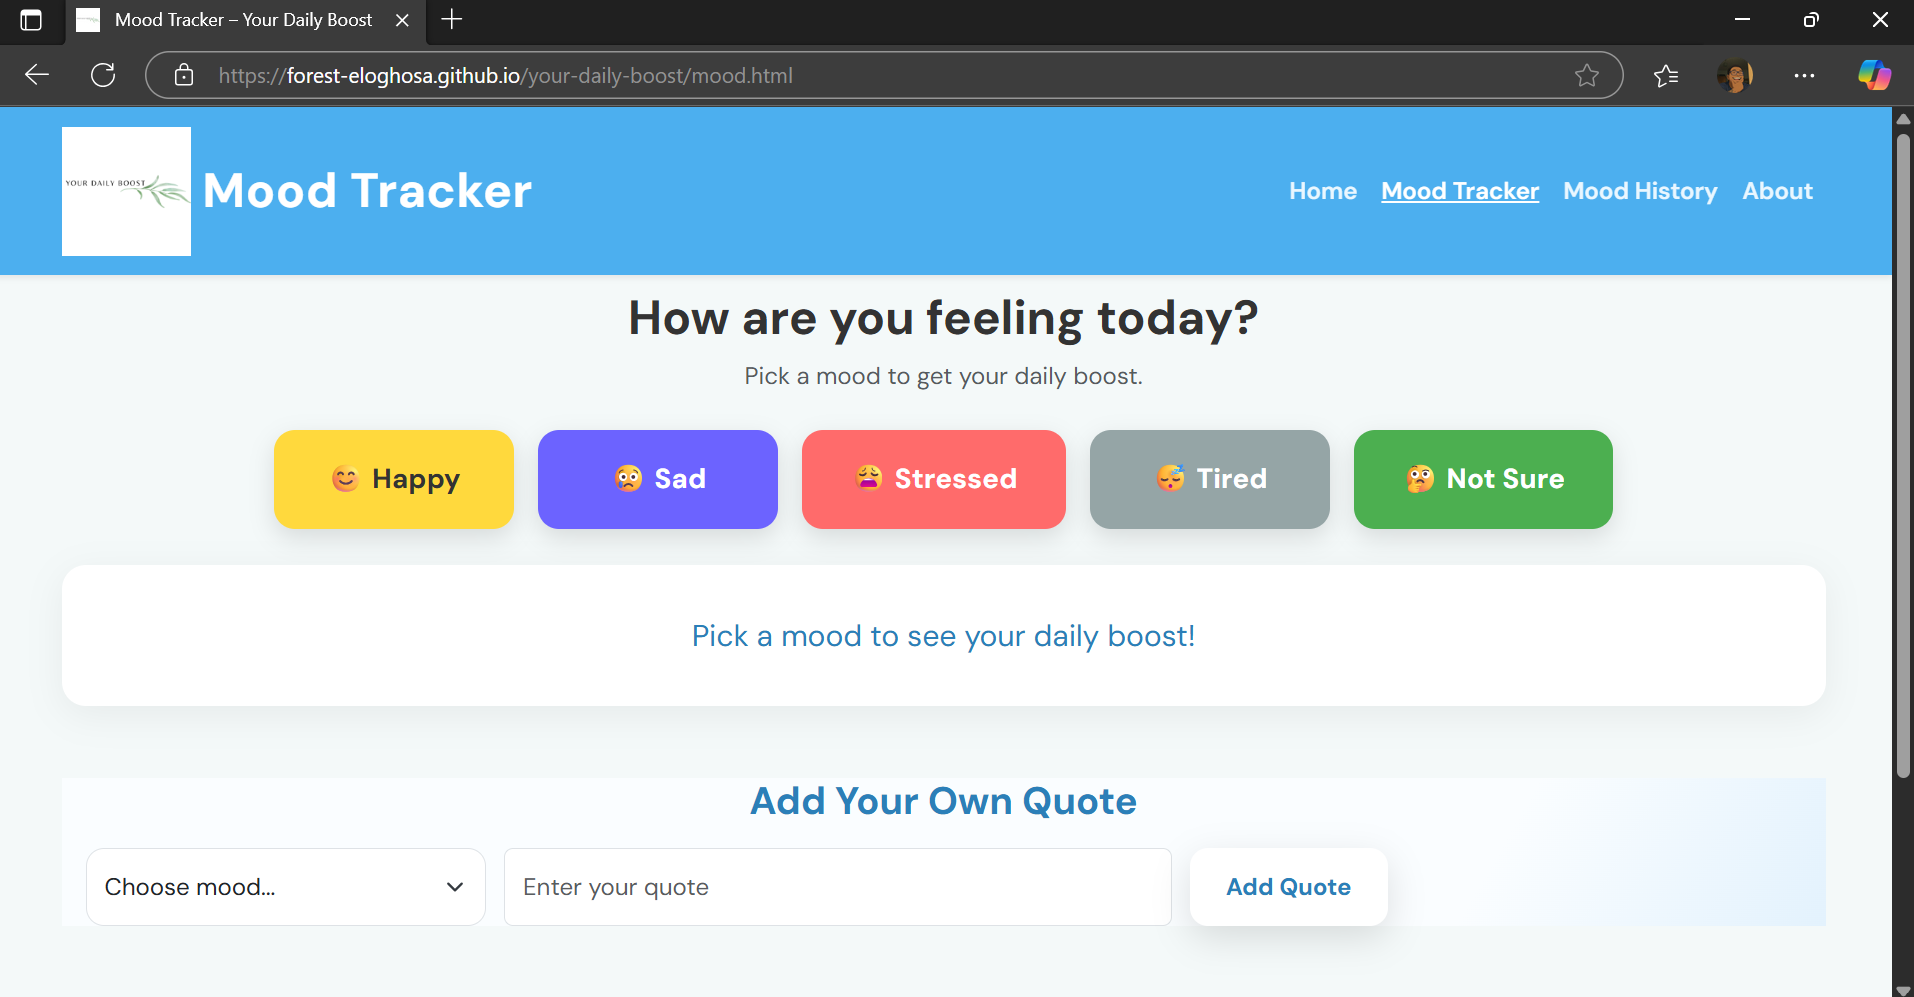 Mood Tracker – Your Daily Boost
https://forest-eloghosa.github.io/your-daily-boost/mood.html
YOUR DAILY BOOST
Mood Tracker
Home Mood Tracker Mood History About
How are you feeling today?
Pick a mood to get your daily boost.
😊 Happy 😢 Sad 😩 Stressed 😴 Tired 🤔 Not Sure
Pick a mood to see your daily boost!
Add Your Own Quote
Choose mood... Enter your quote Add Quote